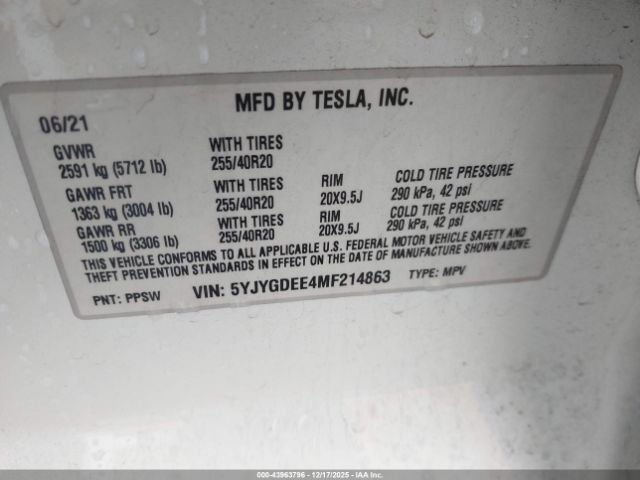 MFD BY TESLA, INC.
06/21
GVWR WITH TIRES
2591 kg (5712 lb) 255/40R20
GAWR FRT WITH TIRES RIM COLD TIRE PRESSURE
1363 kg (3004 lb) 255/40R20 20X9.5J 290 kPa, 42 psi
GAWR RR WITH TIRES RIM COLD TIRE PRESSURE
1500 kg (3306 lb) 255/40R20 20X9.5J 290 kPa, 42 psi
THIS VEHICLE CONFORMS TO ALL APPLICABLE U.S. FEDERAL MOTOR VEHICLE SAFETY AND
THEFT PREVENTION STANDARDS IN EFFECT ON THE DATE OF MANUFACTURE SHOWN ABOVE.
PNT: PPSW VIN: 5YJYGDEE4MF214863 TYPE: MPV
000-43963796 - 12/17/2025 - IAAI.COM